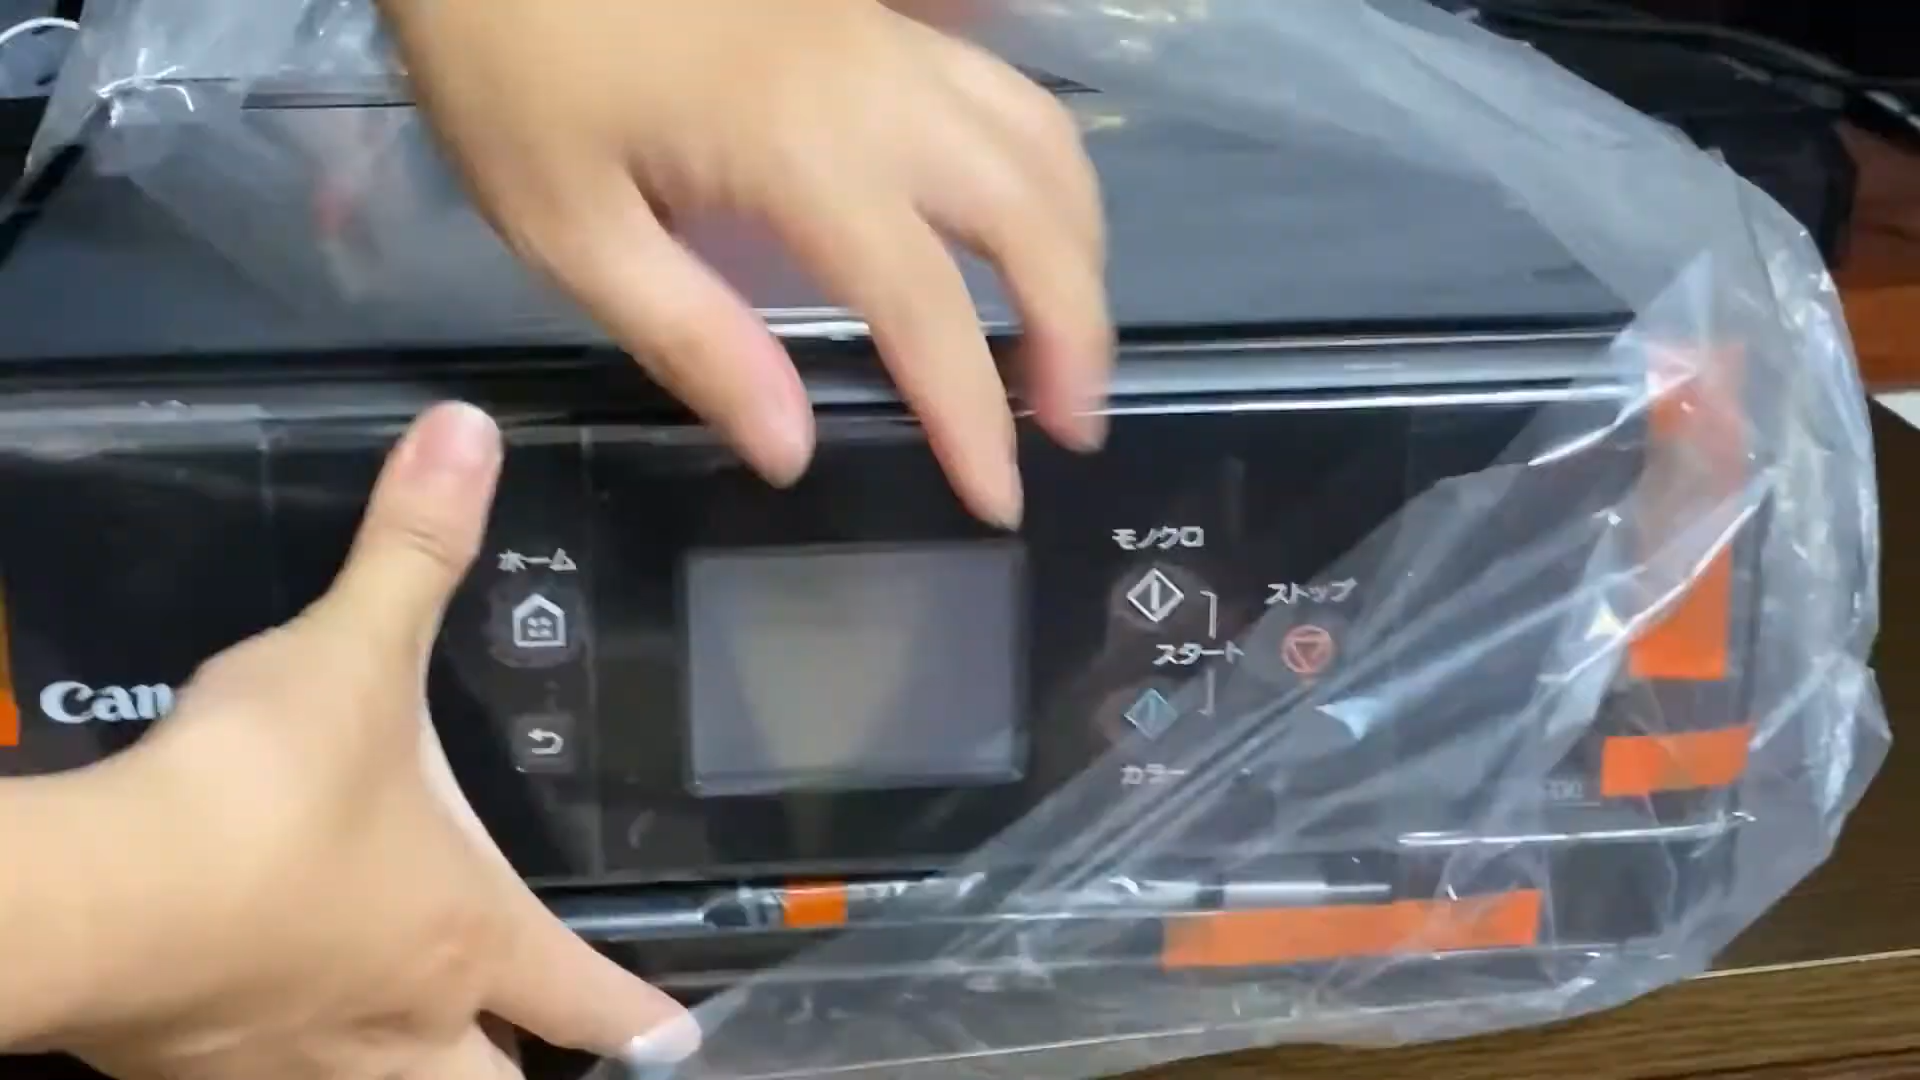 モノクロ
ホーム
ストップ
スタート
Can
カラー